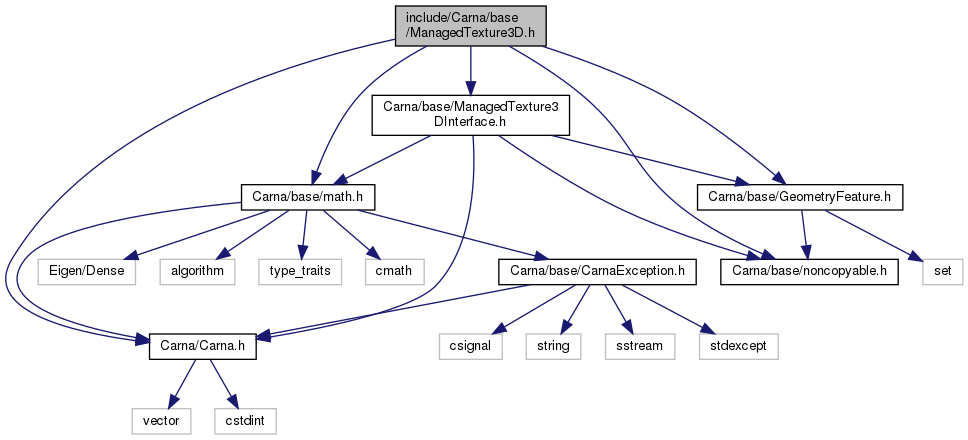 include/Carna/base
/ManagedTexture3D.h
Carna/base/ManagedTexture3
DInterface.h
Carna/base/math.h
Carna/base/GeometryFeature.h
Eigen/Dense
algorithm
type_traits
cmath
Carna/base/CarnaException.h
Carna/base/noncopyable.h
set
Carna/Carna.h
csignal
string
sstream
stdexcept
vector
cstdint